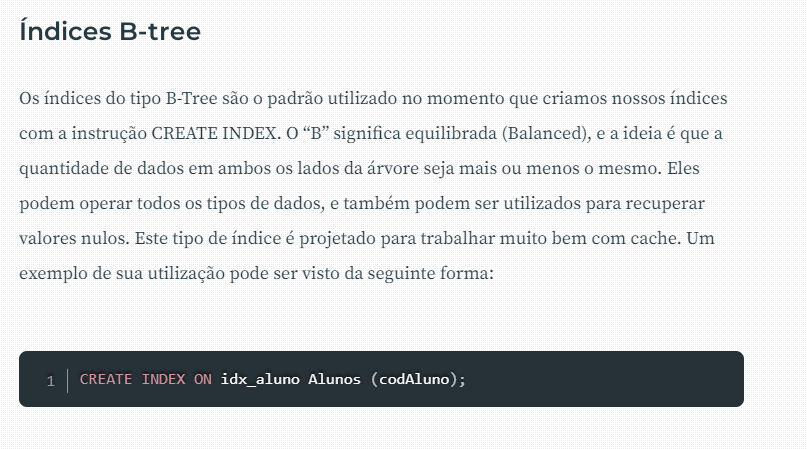 Índices B-tree
Os índices do tipo B-Tree são o padrão utilizado no momento que criamos nossos índices
com a instrução CREATE INDEX. O “B” significa equilibrada (Balanced), e a ideia é que a
quantidade de dados em ambos os lados da árvore seja mais ou menos o mesmo. Eles
podem operar todos os tipos de dados, e também podem ser utilizados para recuperar
valores nulos. Este tipo de índice é projetado para trabalhar muito bem com cache. Um
exemplo de sua utilização pode ser visto da seguinte forma:
1 CREATE INDEX ON idx_aluno Alunos (codAluno);